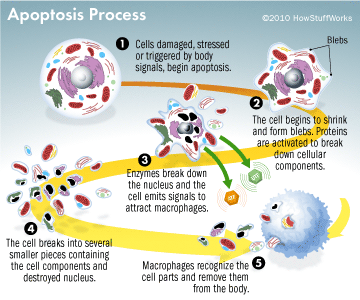 Apoptosis Process
©2010 HowStuffWorks
1 Cells damaged, stressed
or triggered by body
signals, begin apoptosis.
Blebs
2
The cell begins to shrink
and form blebs. Proteins
are activated to break
down cellular
components.
3
Enzymes break down
the nucleus and the
cell emits signals to
attract macrophages.
4
The cell breaks into several
smaller pieces containing
the cell components and
destroyed nucleus.
5
Macrophages recognize the
cell parts and remove them
from the body.